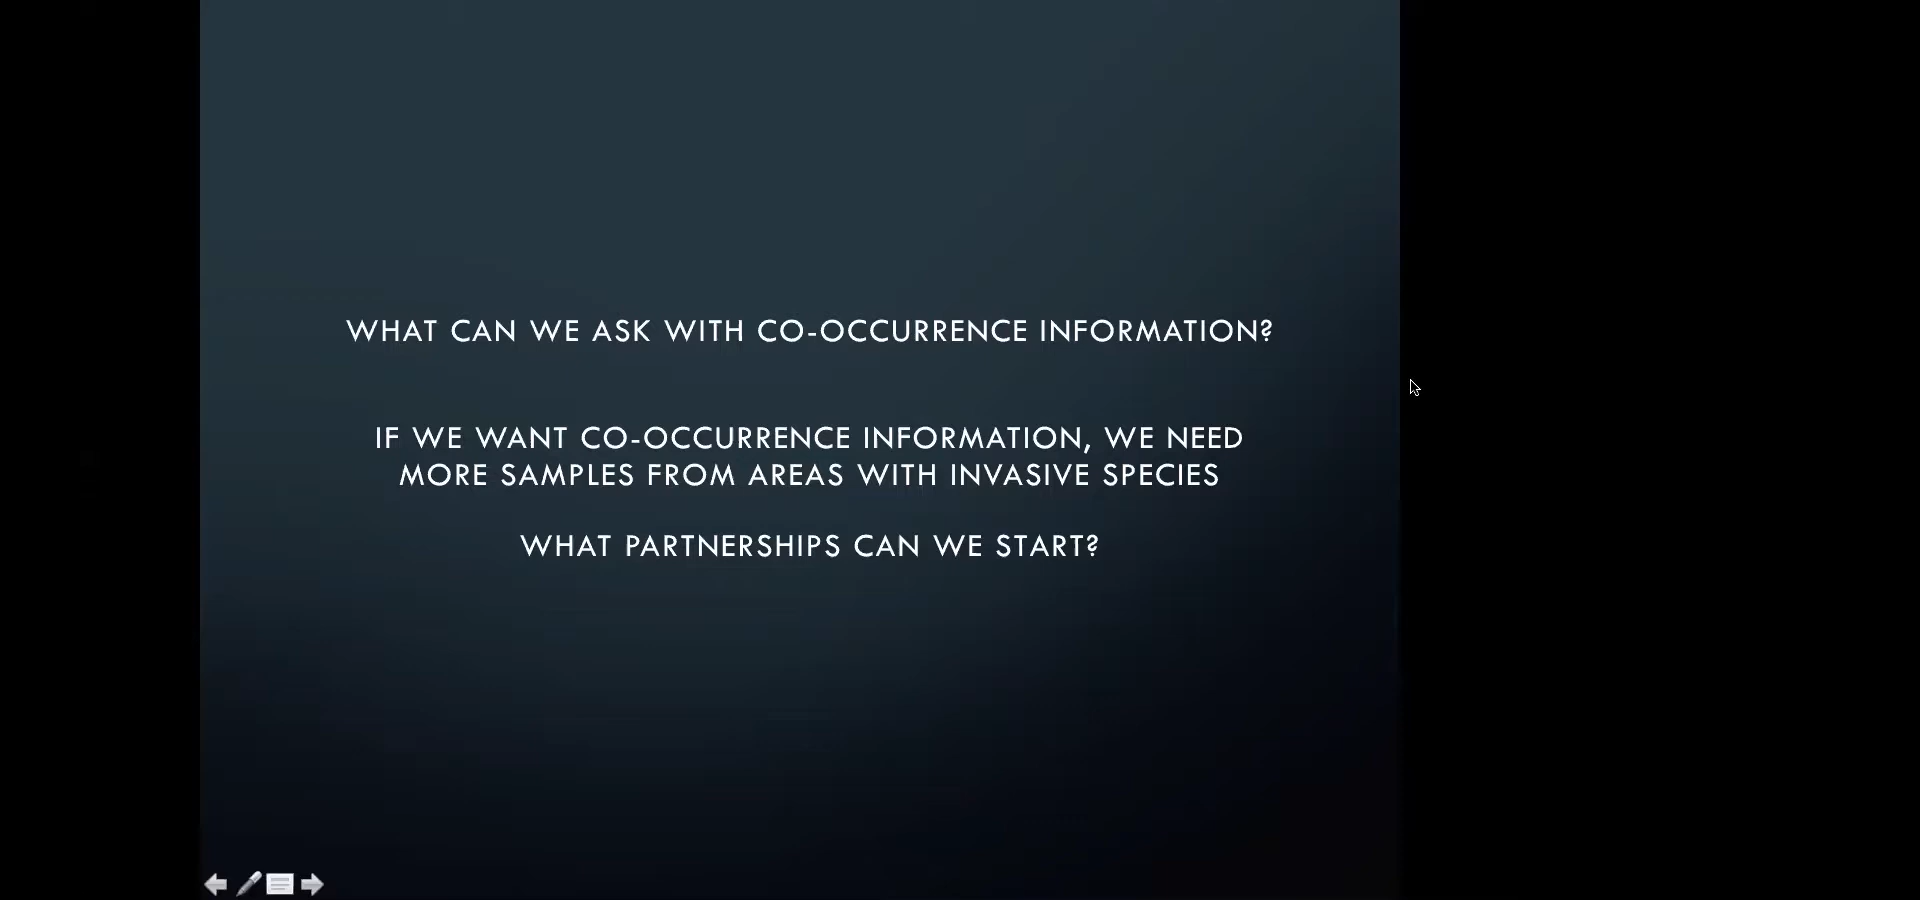 WHAT CAN WE ASK WITH CO-OCCURRENCE INFORMATION?
IF WE WANT CO-OCCURRENCE INFORMATION, WE NEED
MORE SAMPLES FROM AREAS WITH INVASIVE SPECIES
WHAT PARTNERSHIPS CAN WE START?